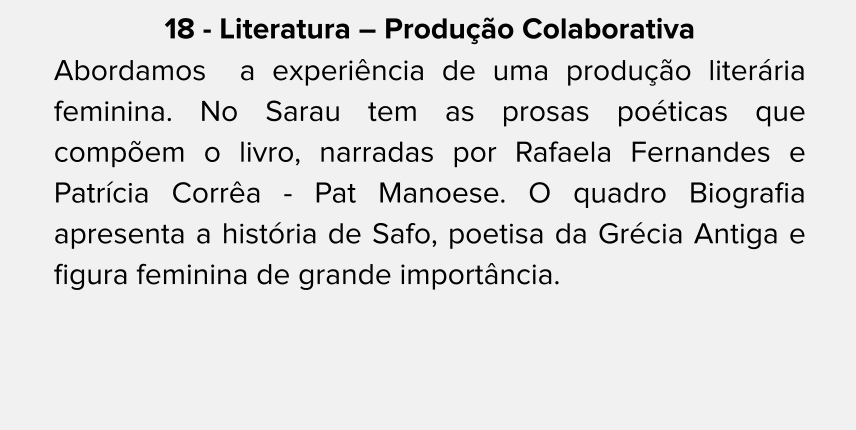 18 - Literatura – Produção Colaborativa
Abordamos a experiência de uma produção literária
feminina. No Sarau tem as prosas poéticas que
compõem o livro, narradas por Rafaela Fernandes e
Patrícia Corrêa - Pat Manoese. O quadro Biografia
apresenta a história de Safo, poetisa da Grécia Antiga e
figura feminina de grande importância.